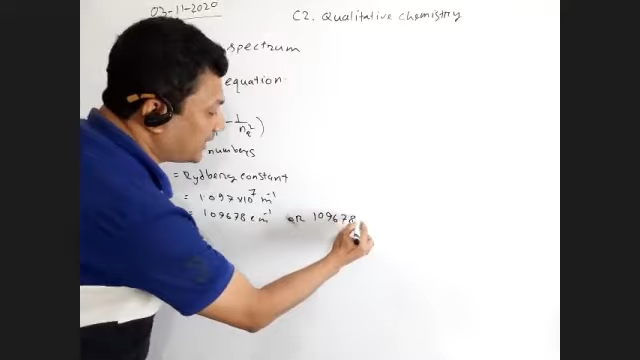 03-11-2020
C2. Qualitative chemistry
spectrum
equation.
- 1/n₂²)
numbers
= Rydberg constant
= 1.097×10⁷ m⁻¹
= 109678 cm⁻¹ OR 109678